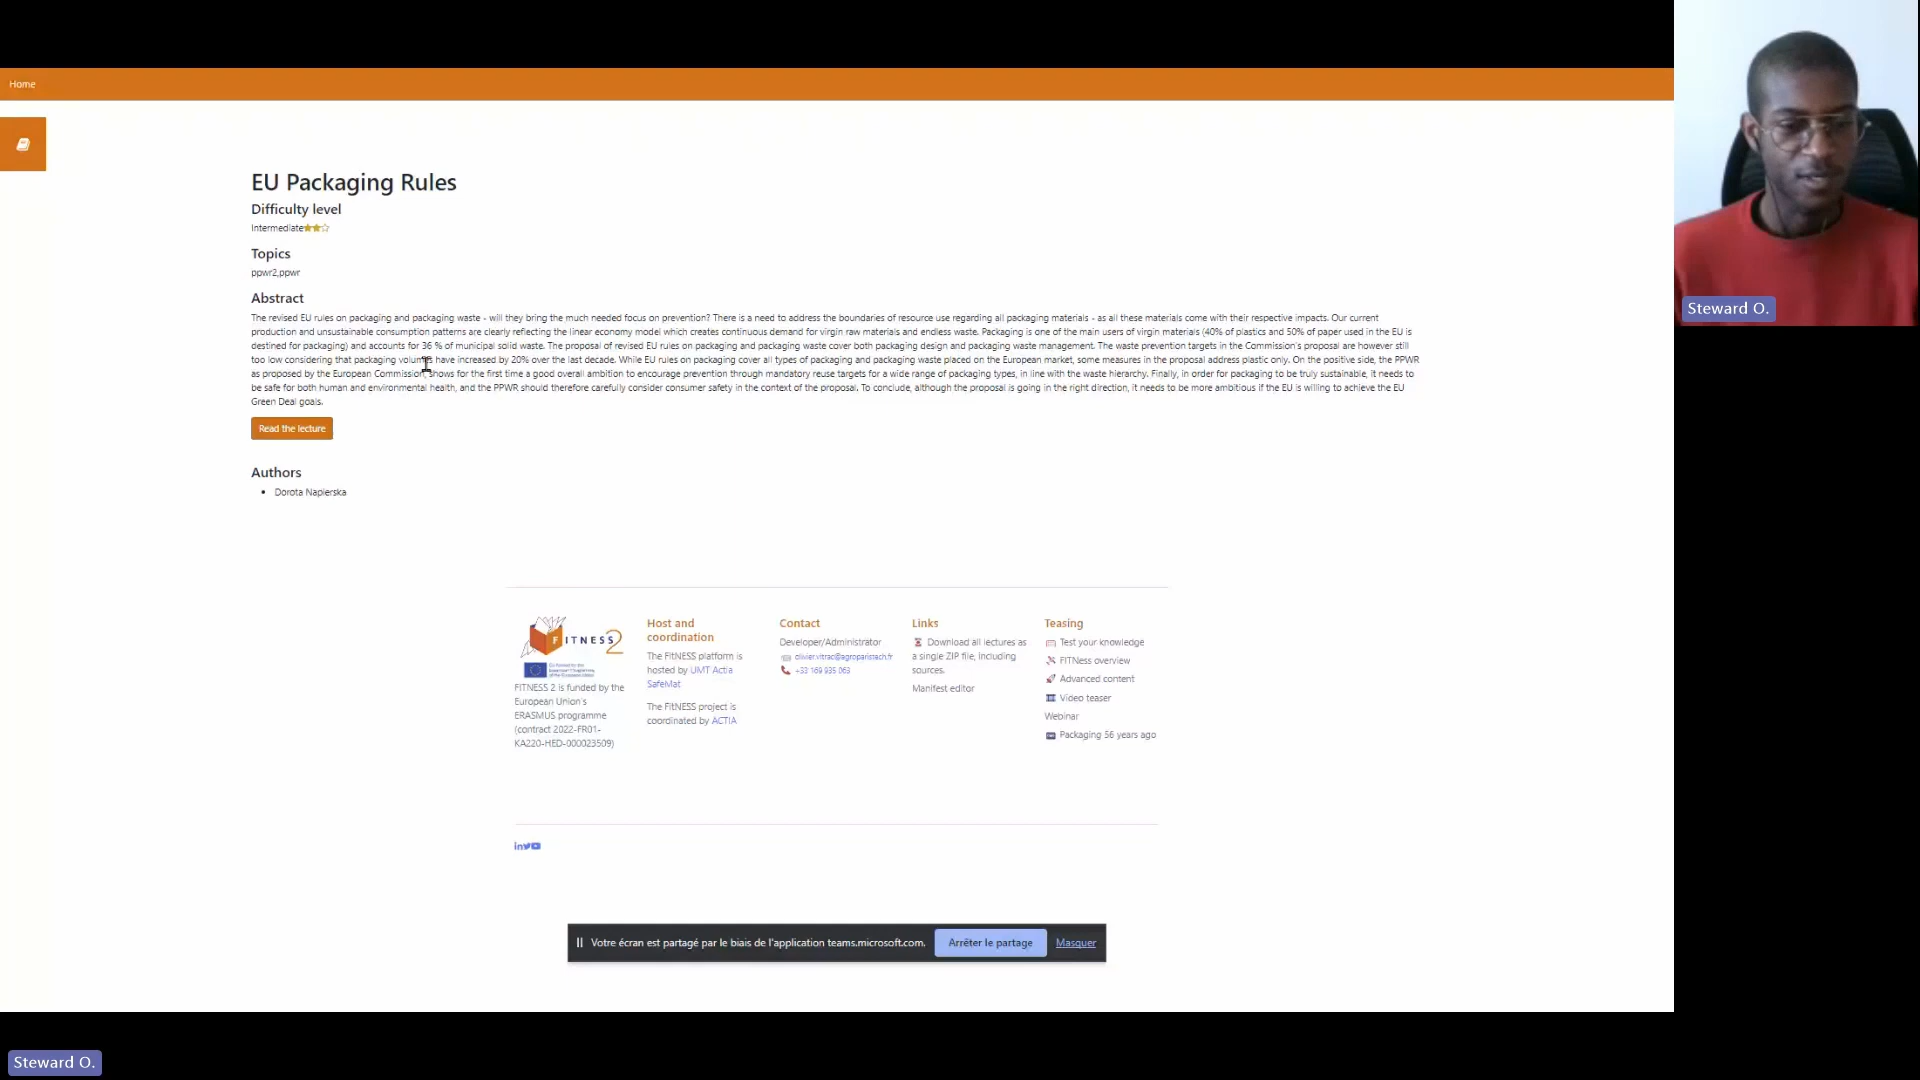 Home
EU Packaging Rules
Difficulty level
Intermediate
Topics
ppwr2,ppwr
Abstract
The revised EU rules on packaging and packaging waste - will they bring the much needed focus on prevention? There is a need to address the boundaries of resource use regarding all packaging materials - as all these materials come with their respective impacts. Our current
production and unsustainable consumption patterns are clearly reflecting the linear economy model which creates continuous demand for virgin raw materials and endless waste. Packaging is one of the main users of virgin materials (40% of plastics and 50% of paper used in the EU is
destined for packaging) and accounts for 36 % of municipal solid waste. The proposal of revised EU rules on packaging and packaging waste cover both packaging design and packaging waste management. The waste prevention targets in the Commission's proposal are however still
too low considering that packaging volumes have increased by 20% over the last decade. While EU rules on packaging cover all types of packaging and packaging waste placed on the European market, some measures in the proposal address plastic only. On the positive side, the PPWR
as proposed by the European Commission, shows for the first time a good overall ambition to encourage prevention through mandatory reuse targets for a wide range of packaging types, in line with the waste hierarchy. Finally, in order for packaging to be truly sustainable, it needs to
be safe for both human and environmental health, and the PPWR should therefore carefully consider consumer safety in the context of the proposal. To conclude, although the proposal is going in the right direction, it needs to be more ambitious if the EU is willing to achieve the EU
Green Deal goals.
Read the lecture
Authors
• Dorota Napierska
FITNESS 2
FITNESS 2 is funded by the
European Union's
ERASMUS programme
(contract 2022-FR01-
KA220-HED-000023509)
Host and
coordination
The FitNESS platform is
hosted by UMT Actia
SafeMat
The FitNESS project is
coordinated by ACTIA
Contact
Developer/Administrator
olivier.vitrac@agroparistech.fr
+33 169 935 063
Links
Download all lectures as
a single ZIP file, including
sources.
Manifest editor
Teasing
Test your knowledge
FITNess overview
Advanced content
Video teaser
Webinar
Packaging 56 years ago
in
Votre écran est partagé par le biais de l'application teams.microsoft.com.
Arrêter le partage
Masquer
Steward O.
Steward O.